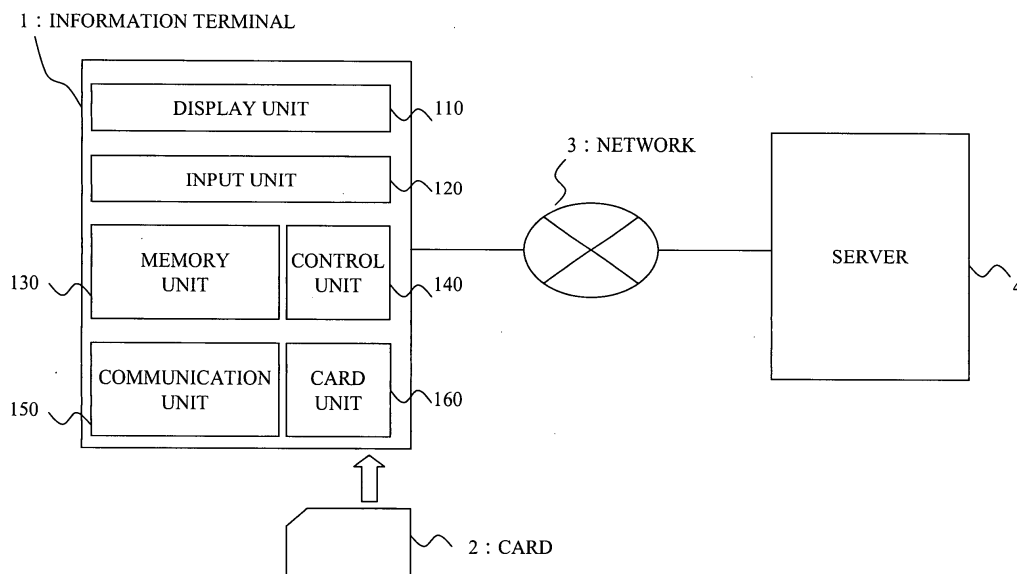 1 : INFORMATION TERMINAL
DISPLAY UNIT
110
INPUT UNIT
120
3 : NETWORK
MEMORY
UNIT
130
CONTROL
UNIT
140
SERVER
4
COMMUNICATION
UNIT
150
CARD
UNIT
160
2 : CARD